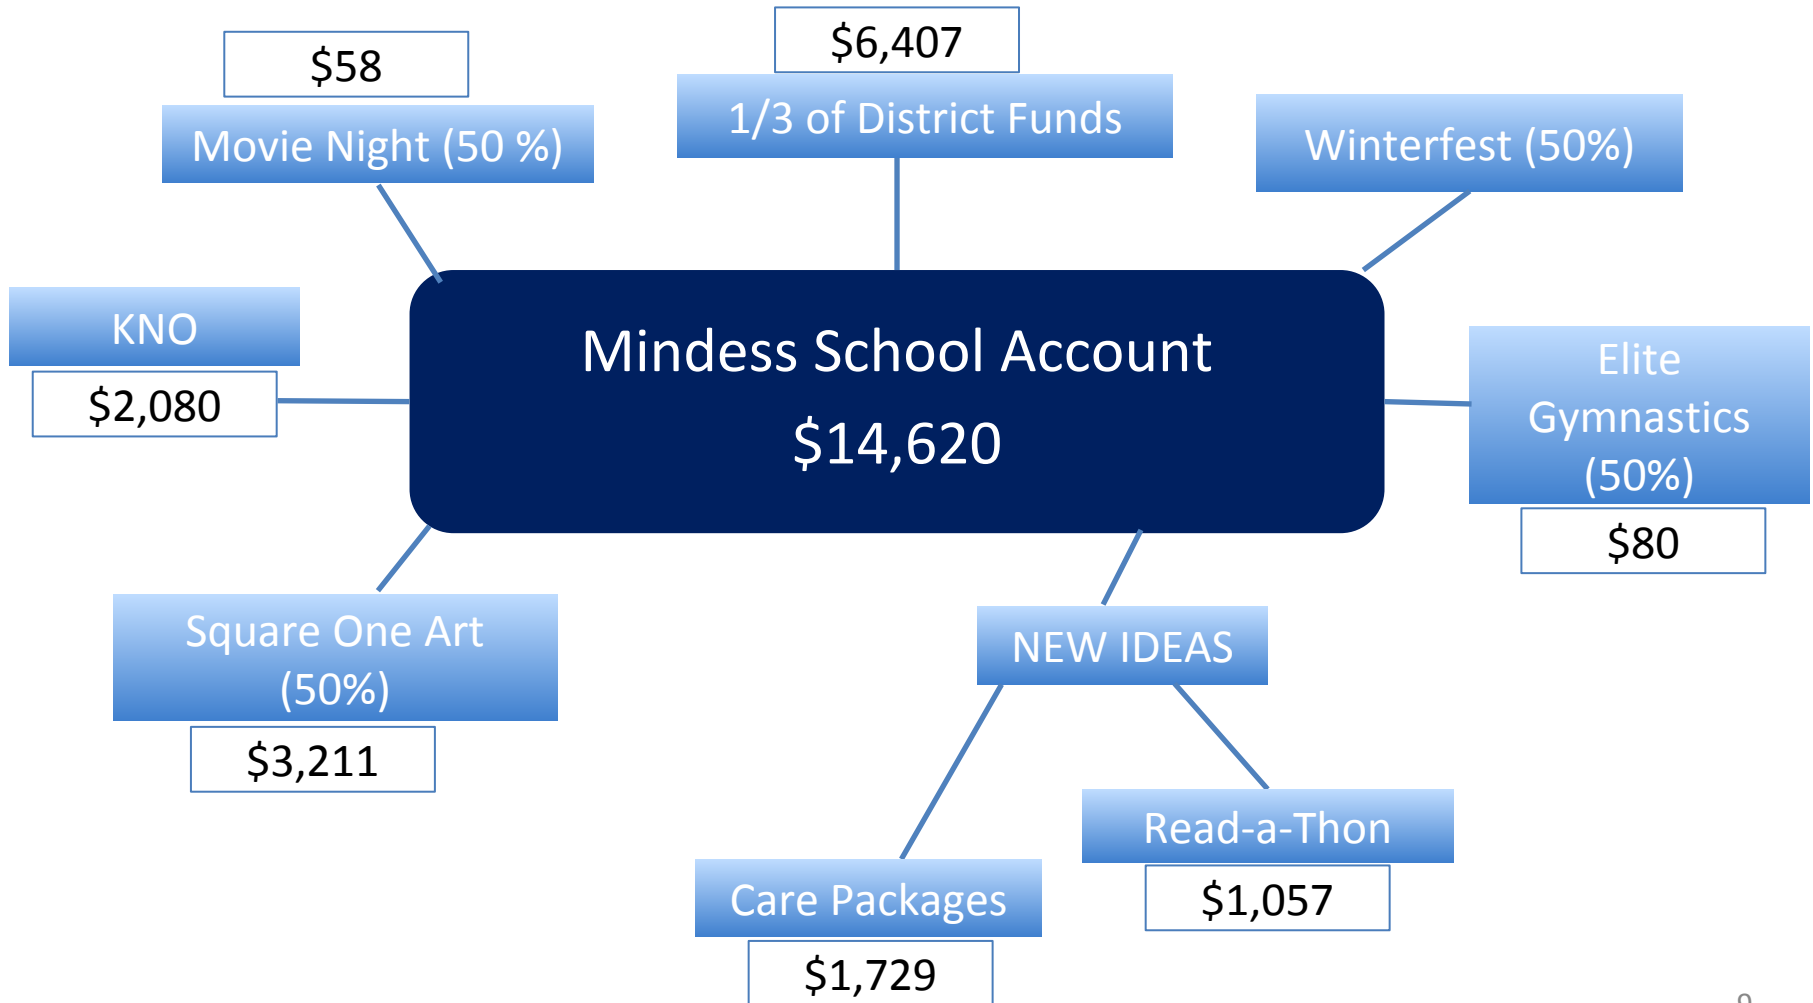 $58
Movie Night (50 %)
$6,407
1/3 of District Funds
Winterfest (50%)
KNO
$2,080
Mindess School Account
$14,620
Elite
Gymnastics
(50%)
$80
Square One Art
(50%)
$3,211
NEW IDEAS
Read-a-Thon
$1,057
Care Packages
$1,729
9